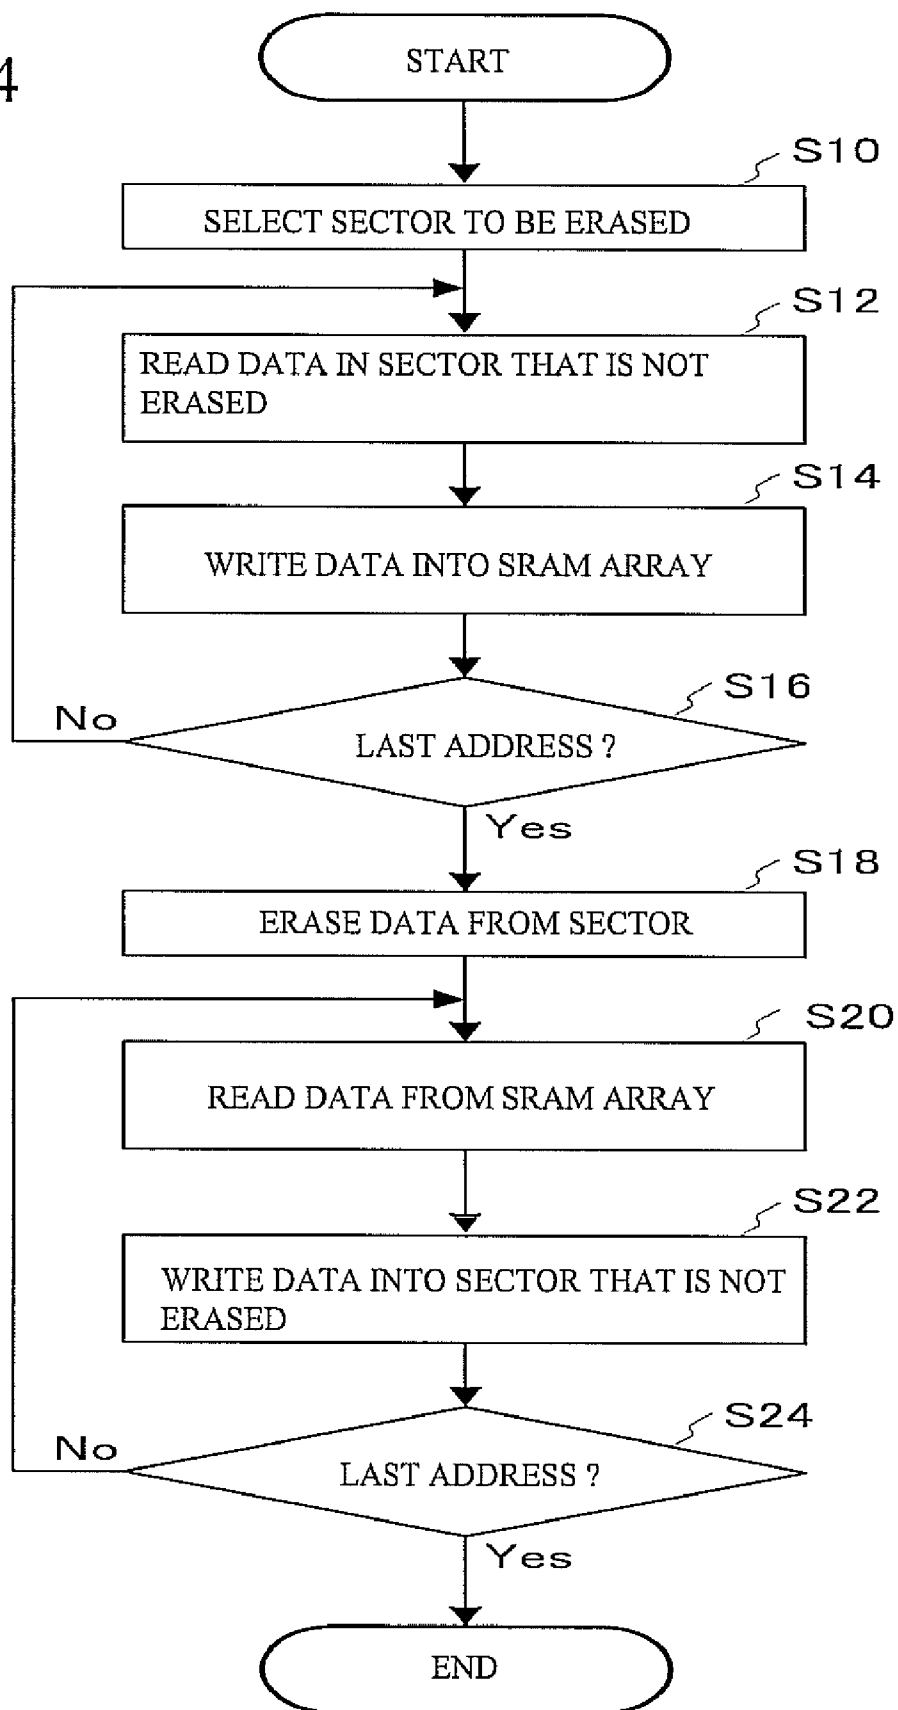 4
START
S10
SELECT SECTOR TO BE ERASED
S12
READ DATA IN SECTOR THAT IS NOT
ERASED
S14
WRITE DATA INTO SRAM ARRAY
S16
No
LAST ADDRESS ?
Yes
S18
ERASE DATA FROM SECTOR
S20
READ DATA FROM SRAM ARRAY
S22
WRITE DATA INTO SECTOR THAT IS NOT
ERASED
S24
No
LAST ADDRESS ?
Yes
END